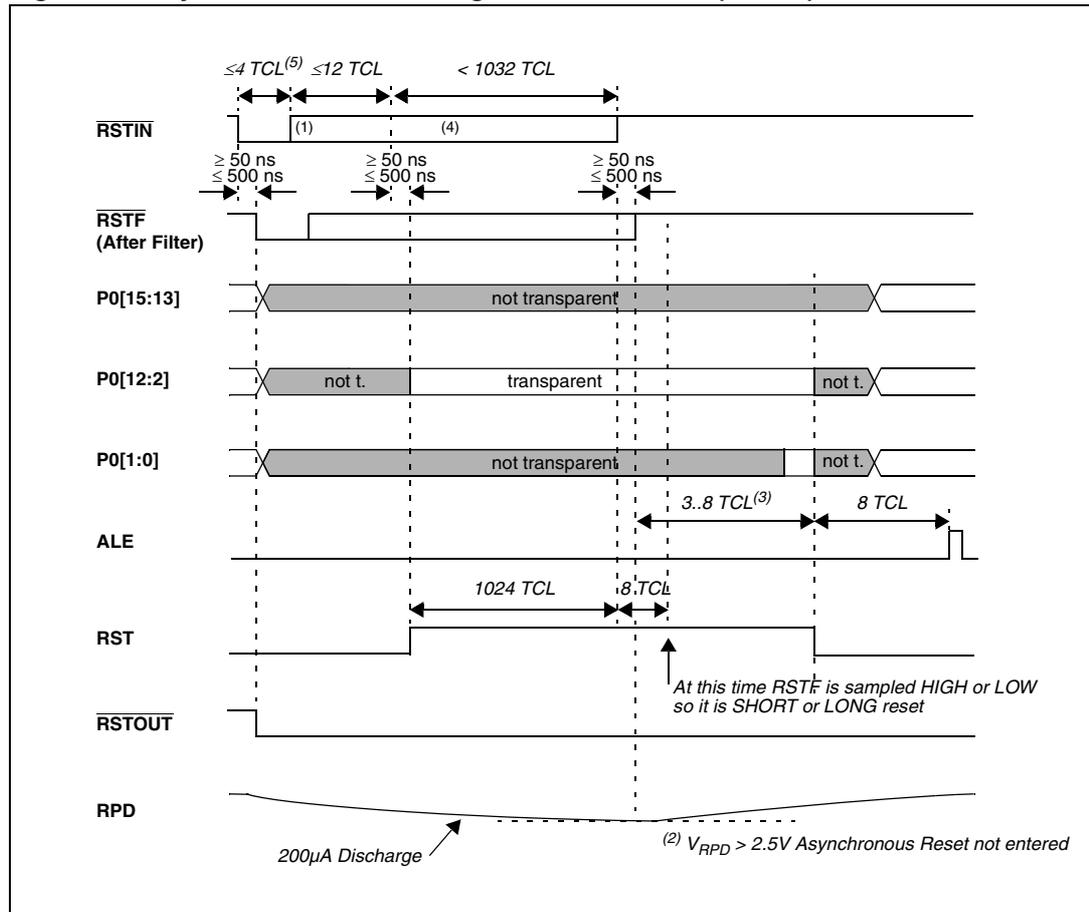 ≤4 TCL(5) ≤12 TCL < 1032 TCL
RSTIN (1) (4)
≥ 50 ns ≥ 50 ns ≥ 50 ns
≤ 500 ns ≤ 500 ns ≤ 500 ns
RSTF
(After Filter)
P0[15:13] not transparent
P0[12:2] not t. transparent not t.
P0[1:0] not transparent not t.
3..8 TCL(3) 8 TCL
ALE
1024 TCL 8 TCL
RST
At this time RSTF is sampled HIGH or LOW
so it is SHORT or LONG reset
RSTOUT
RPD
200µA Discharge
(2) VRPD > 2.5V Asynchronous Reset not entered